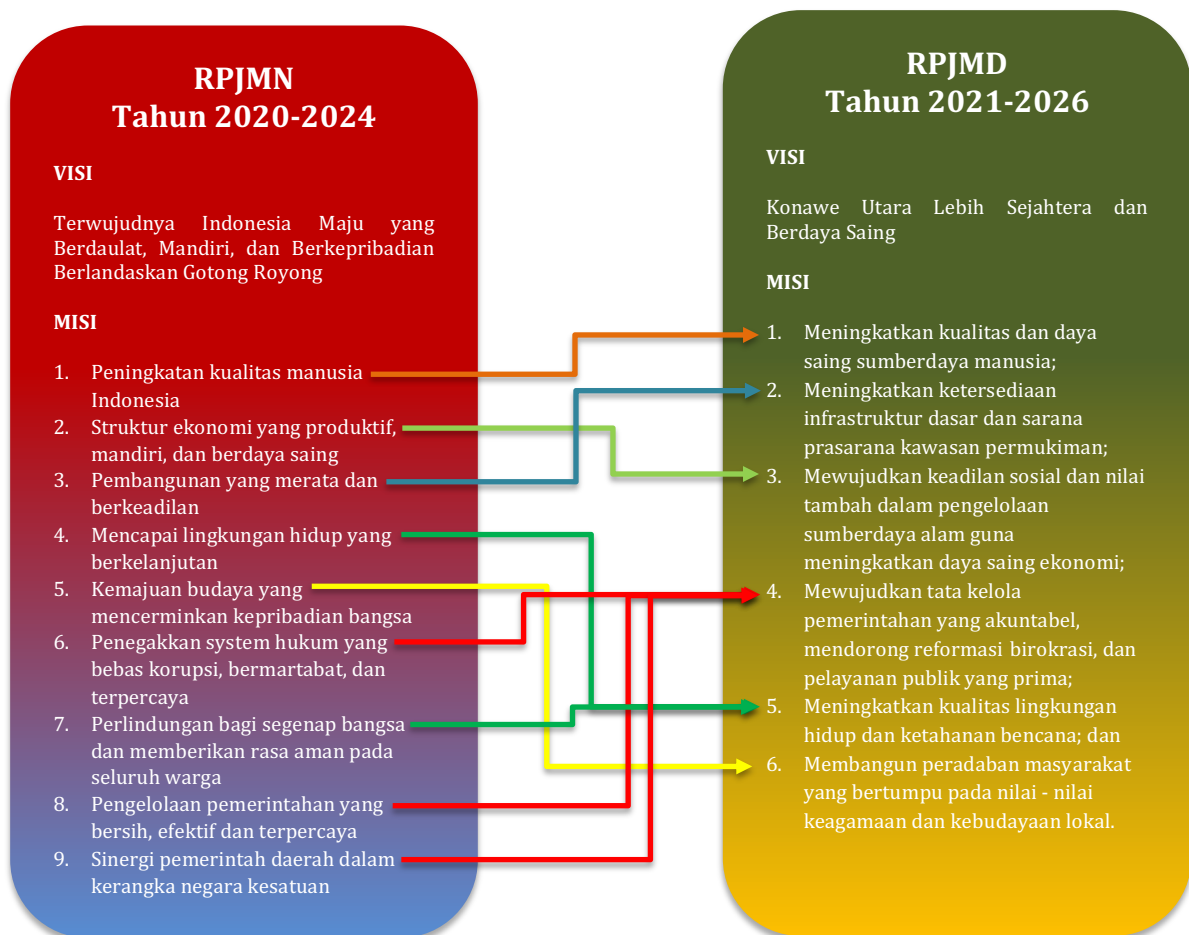 RPJMN
Tahun 2020-2024
VISI
Terwujudnya Indonesia Maju yang
Berdaulat, Mandiri, dan Berkepribadian
Berlandaskan Gotong Royong
MISI
1. Peningkatan kualitas manusia
Indonesia
2. Struktur ekonomi yang produktif,
mandiri, dan berdaya saing
3. Pembangunan yang merata dan
berkeadilan
4. Mencapai lingkungan hidup yang
berkelanjutan
5. Kemajuan budaya yang
mencerminkan kepribadian bangsa
6. Penegakkan system hukum yang
bebas korupsi, bermartabat, dan
terpercaya
7. Perlindungan bagi segenap bangsa
dan memberikan rasa aman pada
seluruh warga
8. Pengelolaan pemerintahan yang
bersih, efektif dan terpercaya
9. Sinergi pemerintah daerah dalam
kerangka negara kesatuan
RPJMD
Tahun 2021-2026
VISI
Konawe Utara Lebih Sejahtera dan
Berdaya Saing
MISI
1. Meningkatkan kualitas dan daya
saing sumberdaya manusia;
2. Meningkatkan ketersediaan
infrastruktur dasar dan sarana
prasarana kawasan permukiman;
3. Mewujudkan keadilan sosial dan nilai
tambah dalam pengelolaan
sumberdaya alam guna
meningkatkan daya saing ekonomi;
4. Mewujudkan tata kelola
pemerintahan yang akuntabel,
mendorong reformasi birokrasi, dan
pelayanan publik yang prima;
5. Meningkatkan kualitas lingkungan
hidup dan ketahanan bencana; dan
6. Membangun peradaban masyarakat
yang bertumpu pada nilai - nilai
keagamaan dan kebudayaan lokal.